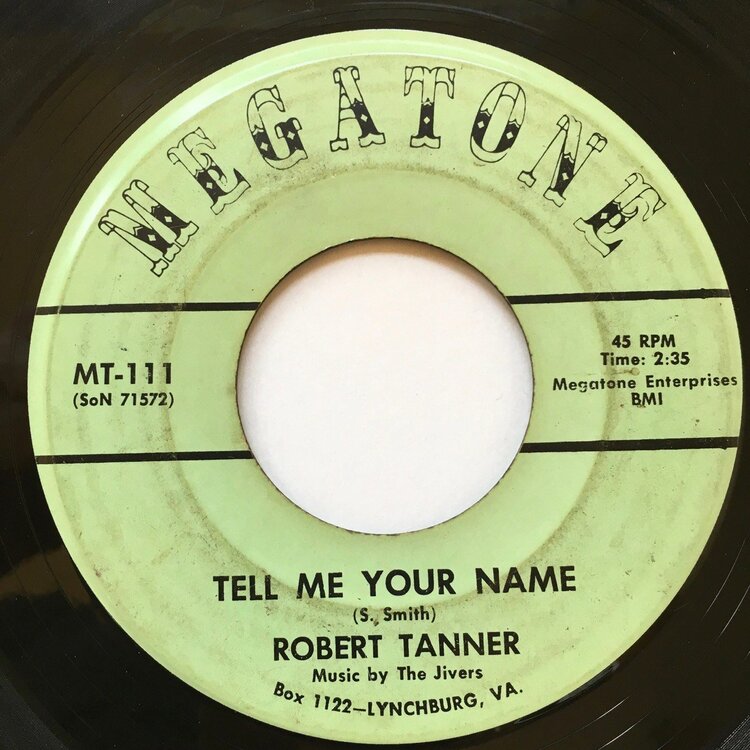 MEGATONE
MT-111
(SoN 71572)
45 RPM
Time: 2:35
Megatone Enterprises
BMI
TELL ME YOUR NAME
(S. Smith)
ROBERT TANNER
Music by The Jivers
Box 1122—LYNCHBURG, VA.